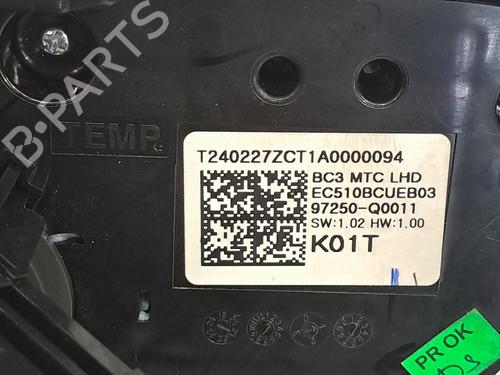 B-PARTS
TEMP
T240227ZCT1A0000094
BC3 MTC LHD
EC510BCUEB03
97250-Q0011
SW:1.02 HW:1.00
K01T
PR OK